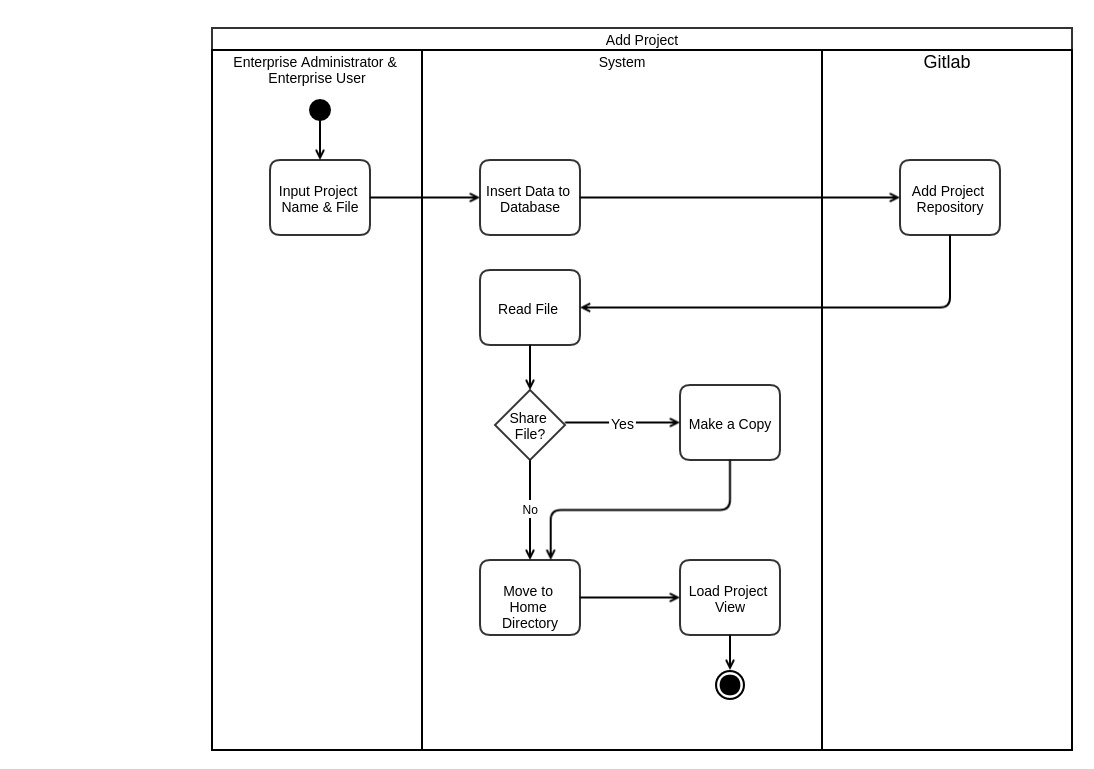 Add Project
Enterprise Administrator &
Enterprise User
System
Gitlab
Input Project
Name & File
Insert Data to
Database
Add Project
Repository
Read File
Share
File?
Yes
Make a Copy
No
Move to
Home
Directory
Load Project
View